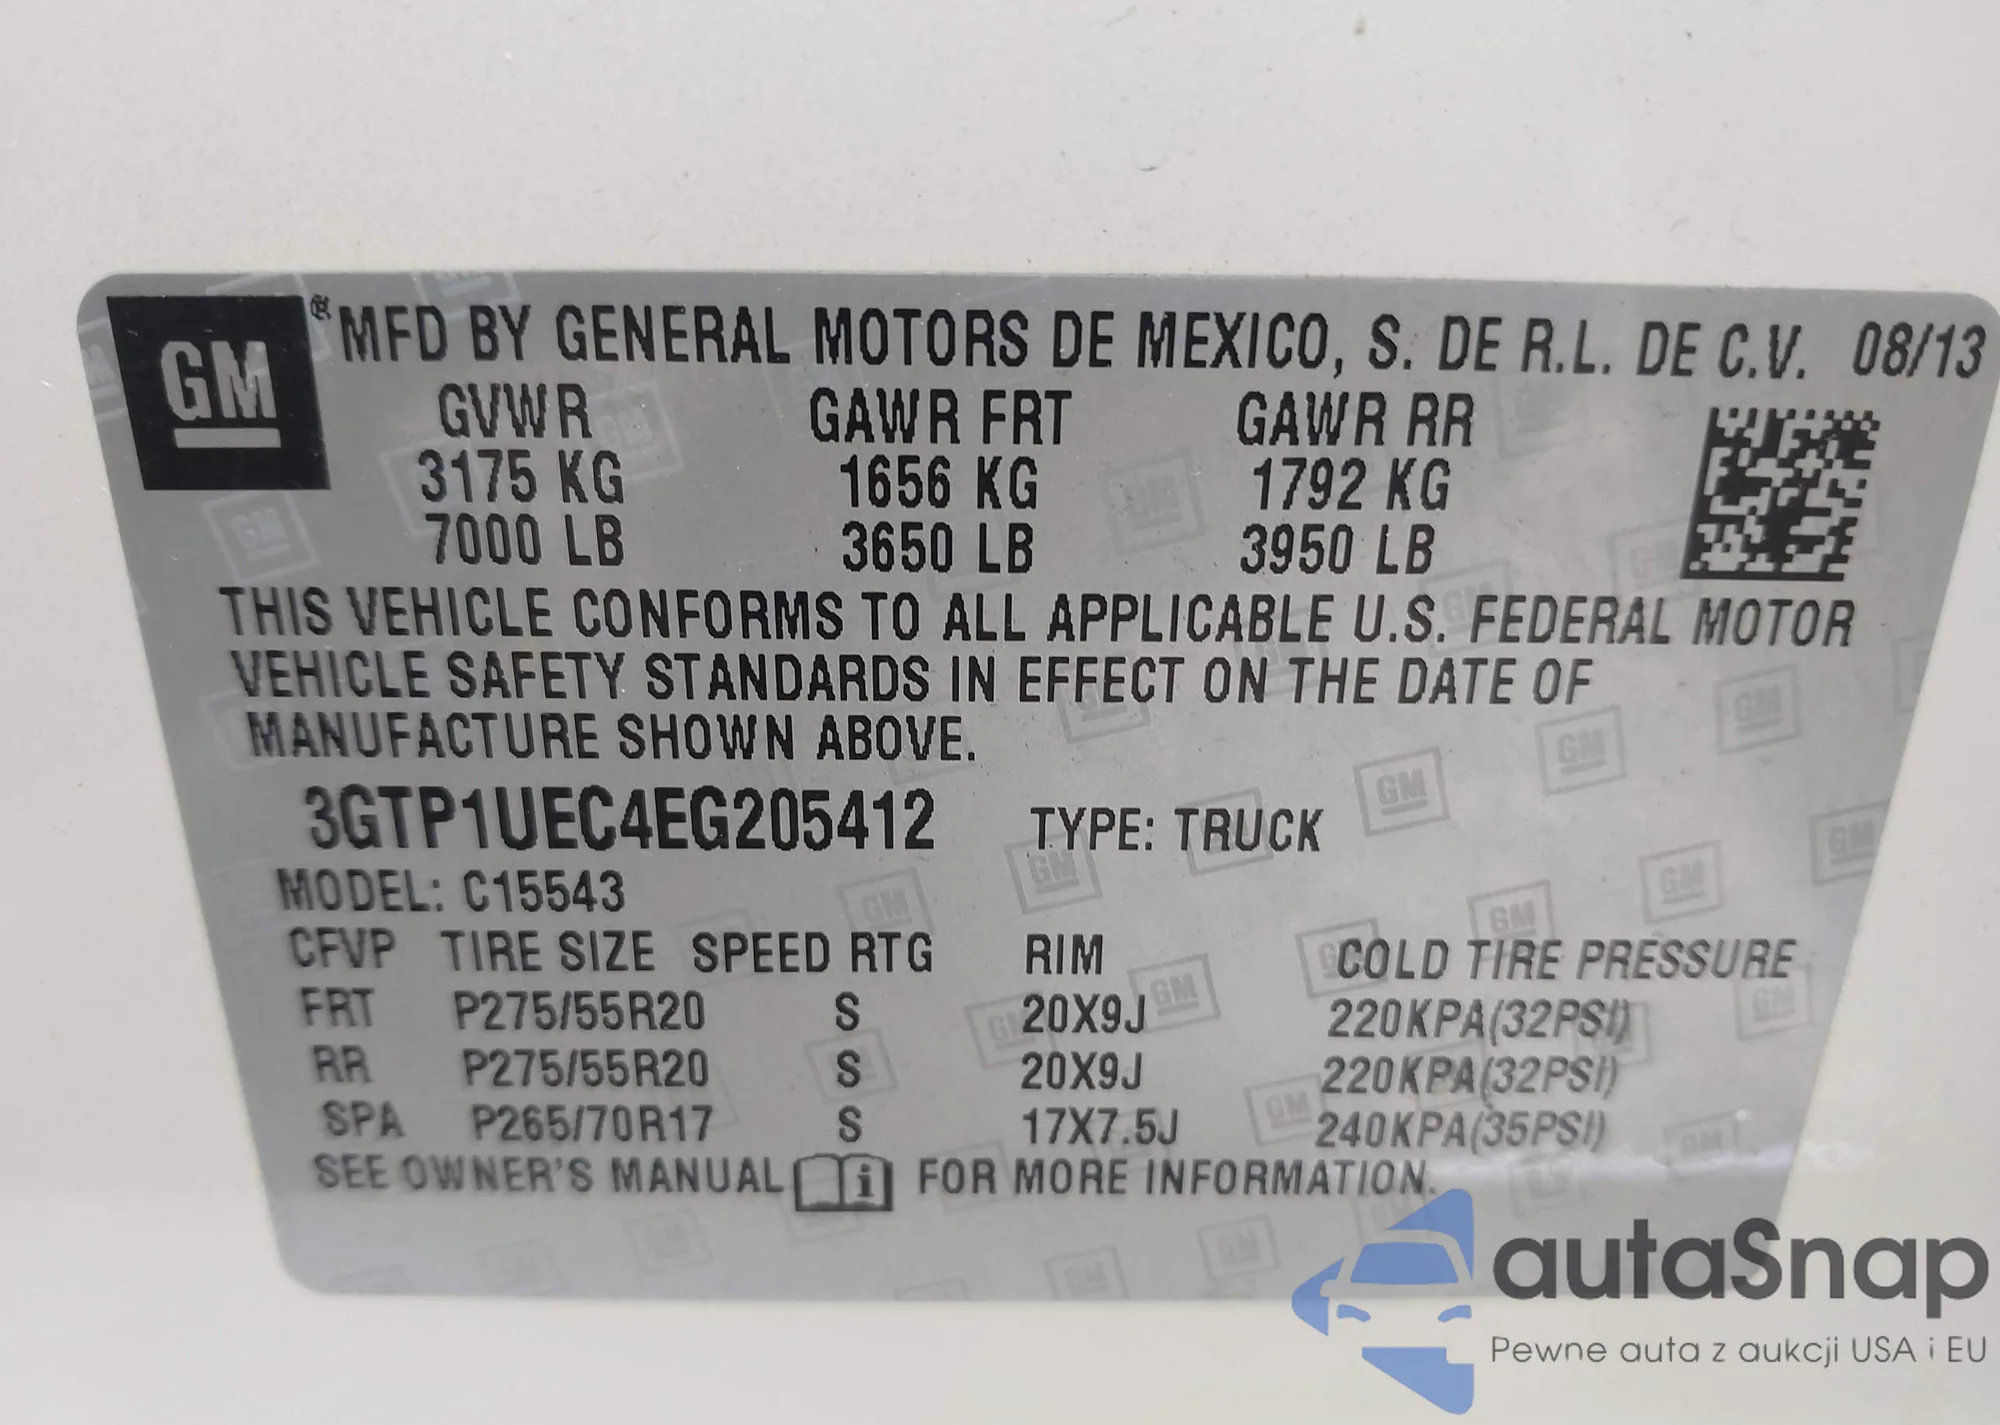 GM ® MFD BY GENERAL MOTORS DE MEXICO, S. DE R.L. DE C.V. 08/13
GVWR GAWR FRT GAWR RR
3175 KG 1656 KG 1792 KG
7000 LB 3650 LB 3950 LB
THIS VEHICLE CONFORMS TO ALL APPLICABLE U.S. FEDERAL MOTOR
VEHICLE SAFETY STANDARDS IN EFFECT ON THE DATE OF
MANUFACTURE SHOWN ABOVE.
3GTP1UEC4EG205412 TYPE: TRUCK
MODEL: C15543
CFVP TIRE SIZE SPEED RTG RIM COLD TIRE PRESSURE
FRT P275/55R20 S 20X9J 220KPA(32PSI)
RR P275/55R20 S 20X9J 220KPA(32PSI)
SPA P265/70R17 S 17X7.5J 240KPA(35PSI)
SEE OWNER'S MANUAL i FOR MORE INFORMATION.
autaSnap
Pewne auta z aukcji USA i EU